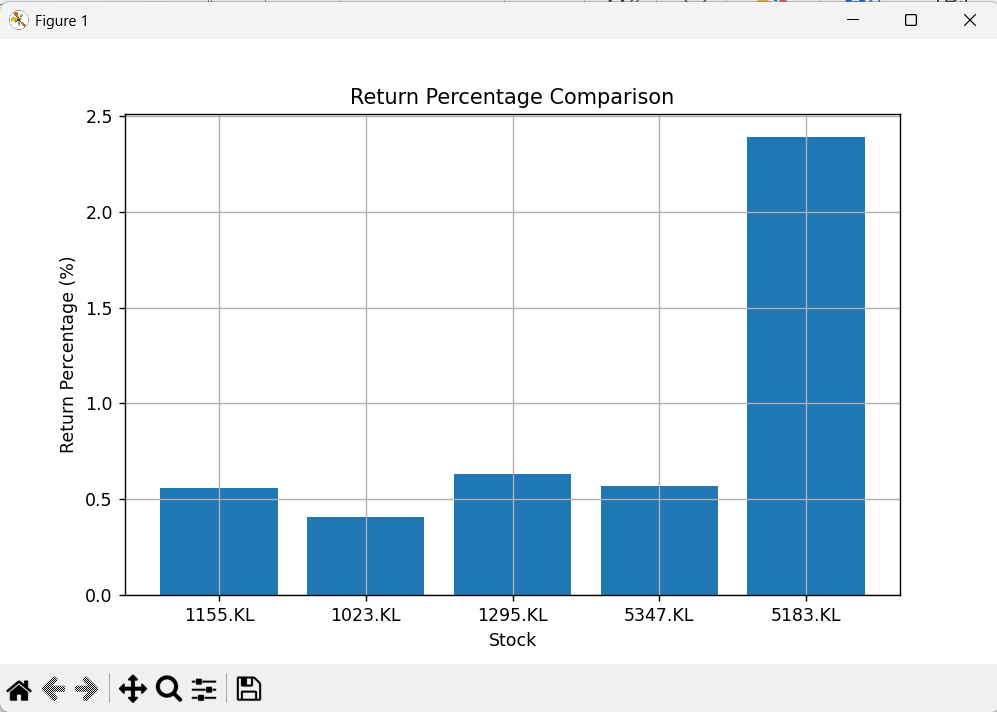 Figure 1
Return Percentage Comparison
2.5
2.0
1.5
1.0
0.5
0.0
Return Percentage (%)
1155.KL 1023.KL 1295.KL 5347.KL 5183.KL
Stock